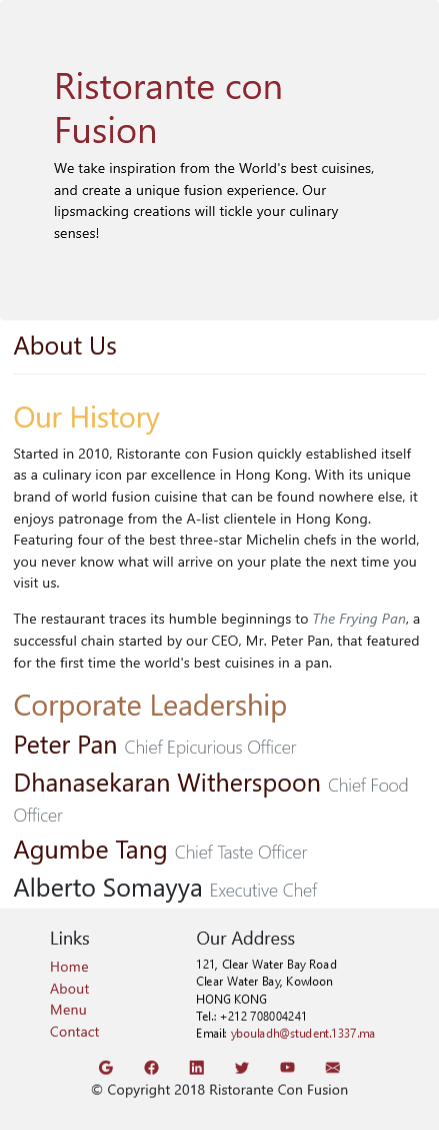 Ristorante con
Fusion
We take inspiration from the World's best cuisines,
and create a unique fusion experience. Our
lipsmacking creations will tickle your culinary
senses!
About Us
Our History
Started in 2010, Ristorante con Fusion quickly established itself
as a culinary icon par excellence in Hong Kong. With its unique
brand of world fusion cuisine that can be found nowhere else, it
enjoys patronage from the A-list clientele in Hong Kong.
Featuring four of the best three-star Michelin chefs in the world,
you never know what will arrive on your plate the next time you
visit us.
The restaurant traces its humble beginnings to The Frying Pan, a
successful chain started by our CEO, Mr. Peter Pan, that featured
for the first time the world's best cuisines in a pan.
Corporate Leadership
Peter Pan Chief Epicurious Officer
Dhanasekaran Witherspoon Chief Food
Officer
Agumbe Tang Chief Taste Officer
Alberto Somayya Executive Chef
Links
Home
About
Menu
Contact
Our Address
121, Clear Water Bay Road
Clear Water Bay, Kowloon
HONG KONG
Tel.: +212 708004241
Email: ybouladh@student.1337.ma
© Copyright 2018 Ristorante Con Fusion